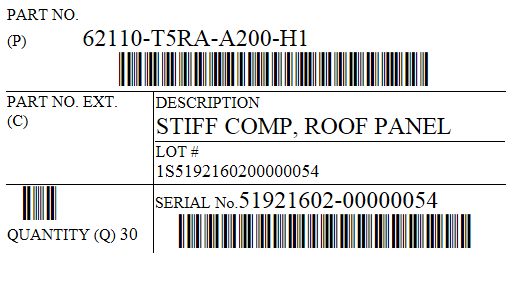 PART NO.
(P) 62110-T5RA-A200-H1
PART NO. EXT.
(C)
DESCRIPTION
STIFF COMP, ROOF PANEL
LOT #
1S5192160200000054
SERIAL No.51921602-00000054
QUANTITY (Q) 30